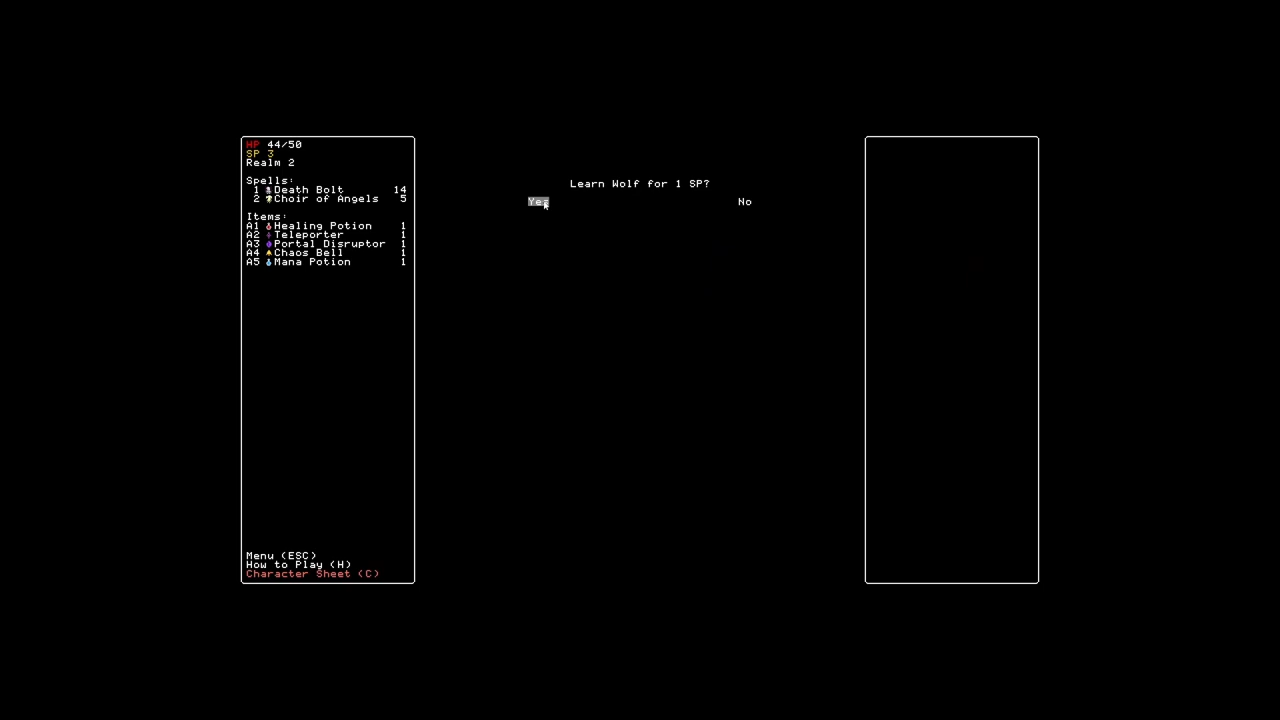 HP 44/50
SP 3
Realm 2
Spells:
1 Death Bolt 14
2 Choir of Angels 5
Items:
A1 Healing Potion 1
A2 Teleporter 1
A3 Portal Disruptor 1
A4 Chaos Bell 1
A5 Mana Potion 1
Menu (ESC)
How to Play (H)
Character Sheet (C)
Learn Wolf for 1 SP?
Yes No